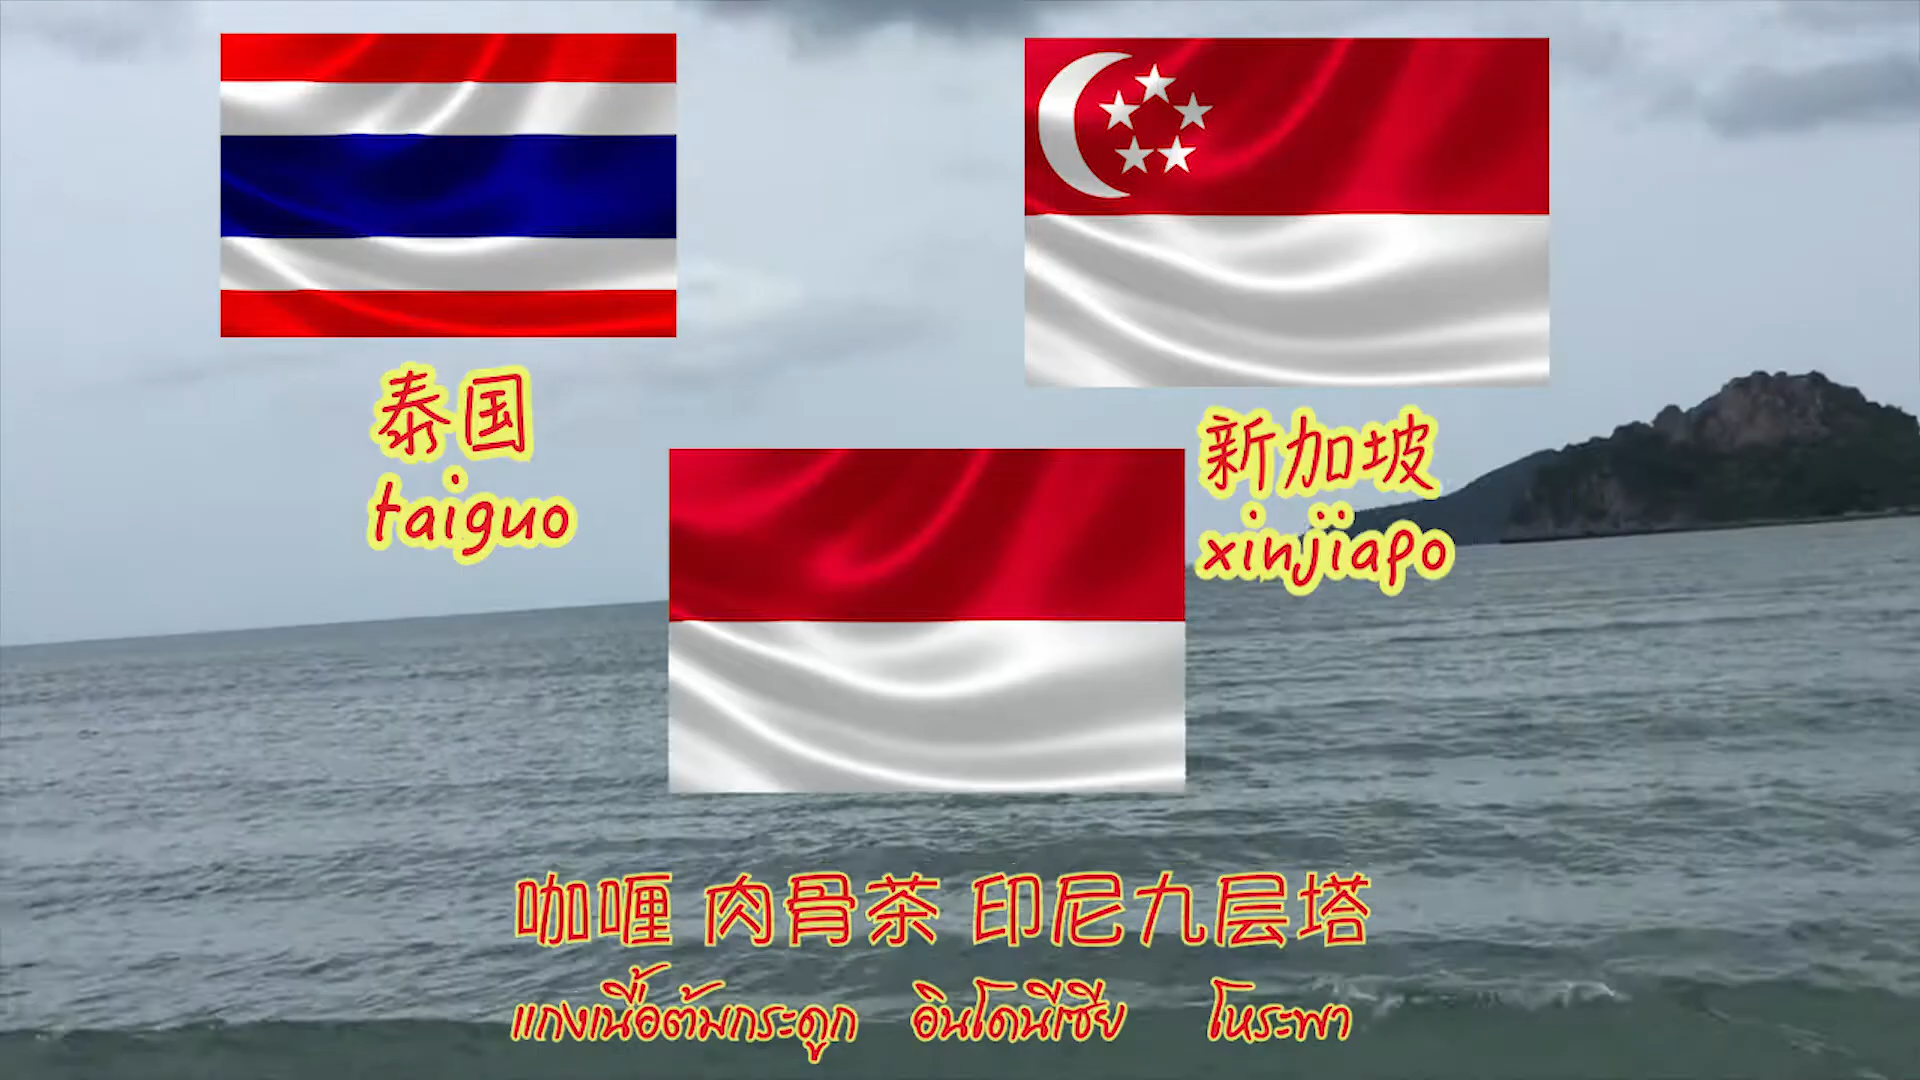 泰国
taiguo
新加坡
xinjiapo
咖喱 肉骨茶 印尼九层塔
แกงเนื้อต้มกระดูก อินโดนีเซีย โหระพา